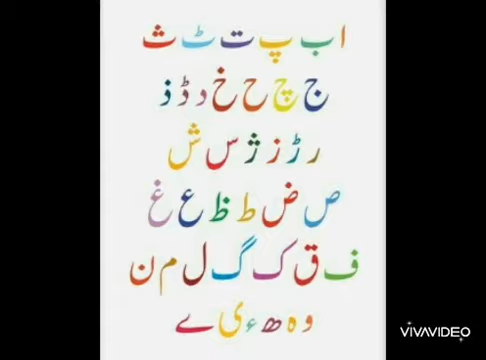 ا ب پ ت ٹ ث
ج چ ح خ د ڈ ذ
ر ڑ ز ژ س ش
ص ض ط ظ ع غ
ف ق ک گ ل م ن
و ہ ھ ء ی ے
VIVAVIDEO